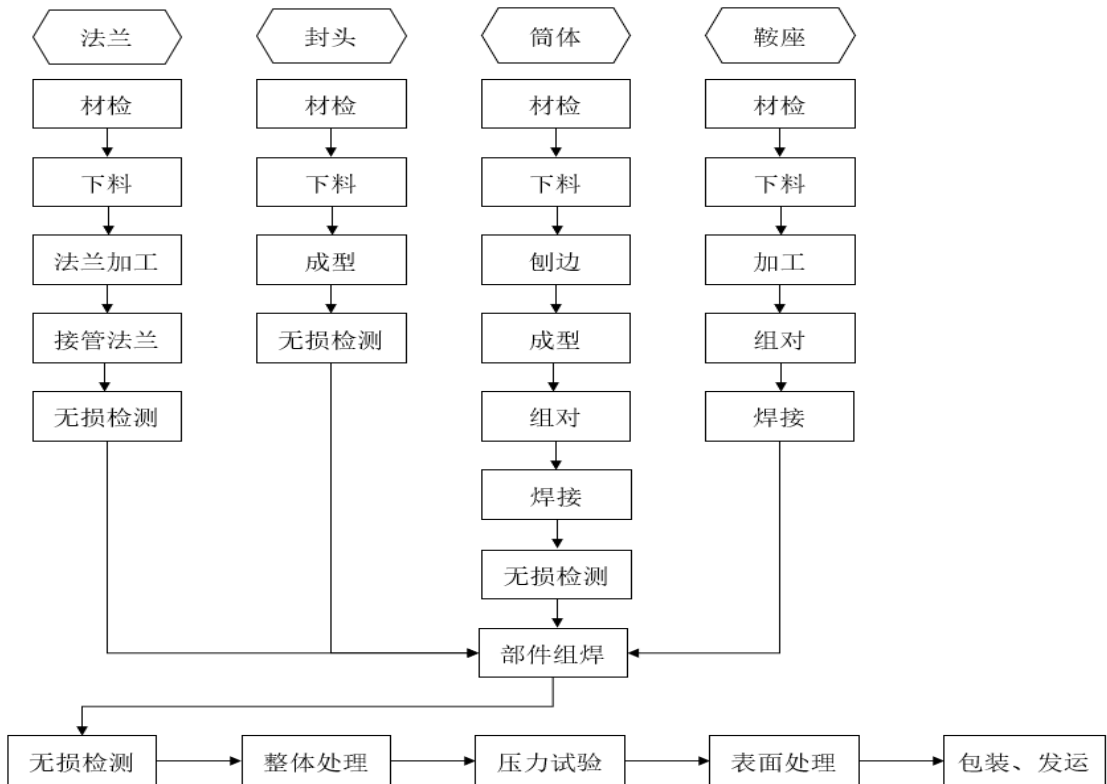 法兰
封头
筒体
鞍座
材检
材检
材检
材检
下料
下料
下料
下料
法兰加工
成型
刨边
加工
接管法兰
无损检测
成型
组对
无损检测
组对
焊接
焊接
无损检测
部件组焊
无损检测
整体处理
压力试验
表面处理
包装、发运